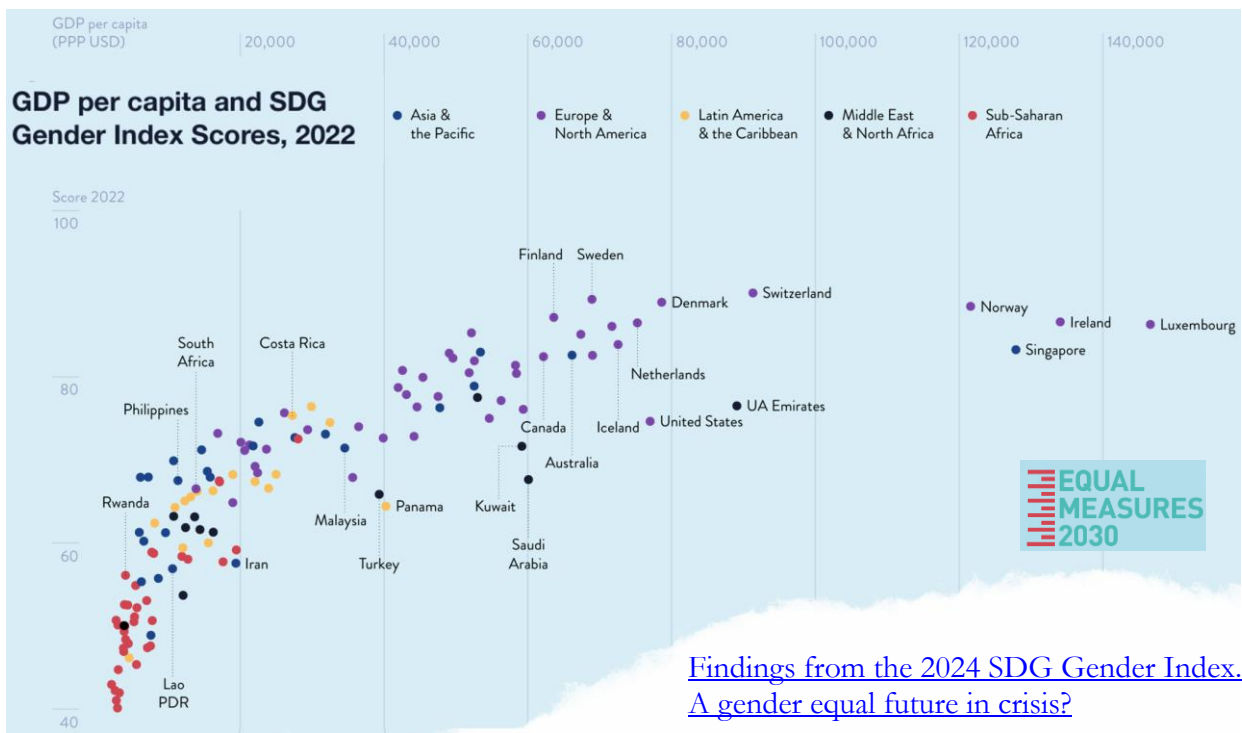 GDP per capita
(PPP USD)
20,000
40,000
60,000
80,000
100,000
120,000
140,000
GDP per capita and SDG
Gender Index Scores, 2022
Asia &
the Pacific
Europe &
North America
Latin America
& the Caribbean
Middle East
& North Africa
Sub-Saharan
Africa
Score 2022
100
Finland
Sweden
Switzerland
Denmark
Norway
Ireland
Luxembourg
South
Africa
Costa Rica
Singapore
Netherlands
80
Philippines
UA Emirates
Canada
Iceland
United States
Australia
Rwanda
Malaysia
Panama
Kuwait
EQUAL
MEASURES
2030
60
Iran
Turkey
Saudi
Arabia
Lao
PDR
40
Findings from the 2024 SDG Gender Index.
A gender equal future in crisis?